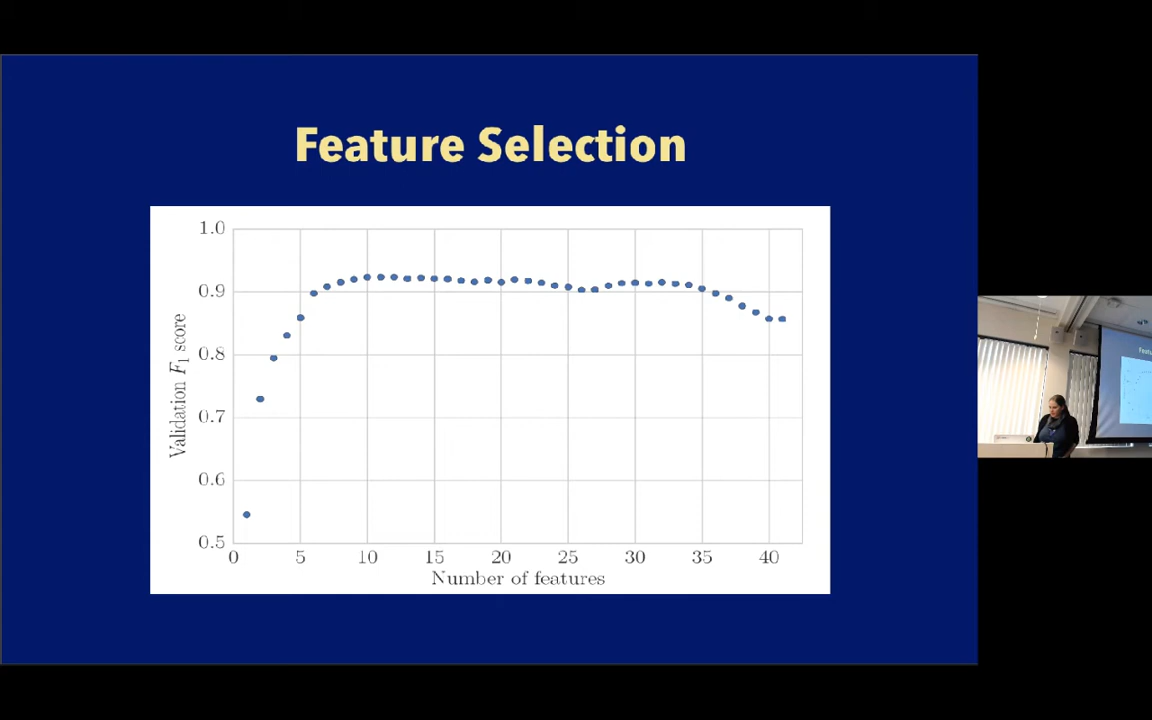 Feature Selection
1.0
0.9
0.8
0.7
0.6
0.5
Validation F1 score
0 5 10 15 20 25 30 35 40
Number of features